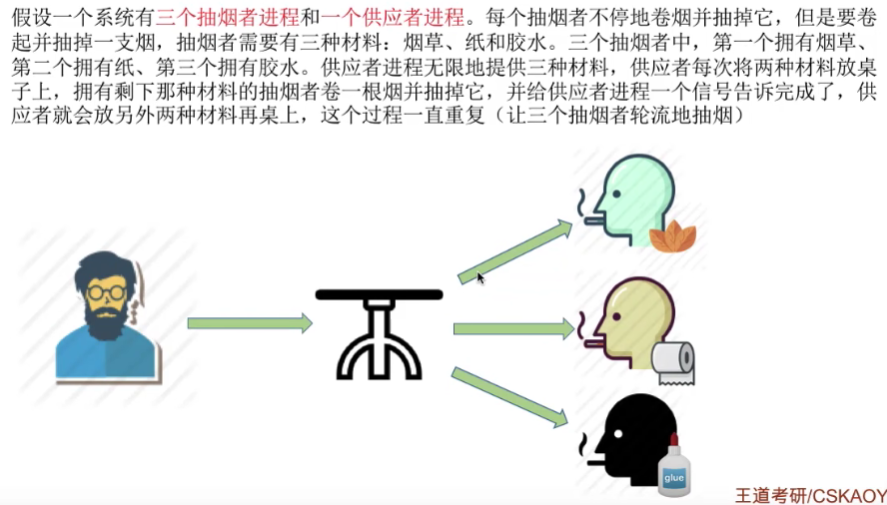 假设一个系统有三个抽烟者进程和一个供应者进程。每个抽烟者不停地卷烟并抽掉它，但是要卷
起并抽掉一支烟，抽烟者需要有三种材料：烟草、纸和胶水。三个抽烟者中，第一个拥有烟草、
第二个拥有纸、第三个拥有胶水。供应者进程无限地提供三种材料，供应者每次将两种材料放桌
子上，拥有剩下那种材料的抽烟者卷一根烟并抽掉它，并给供应者进程一个信号告诉完成了，供
应者就会放另外两种材料再桌上，这个过程一直重复（让三个抽烟者轮流地抽烟）
glue
王道考研/CSKAOY